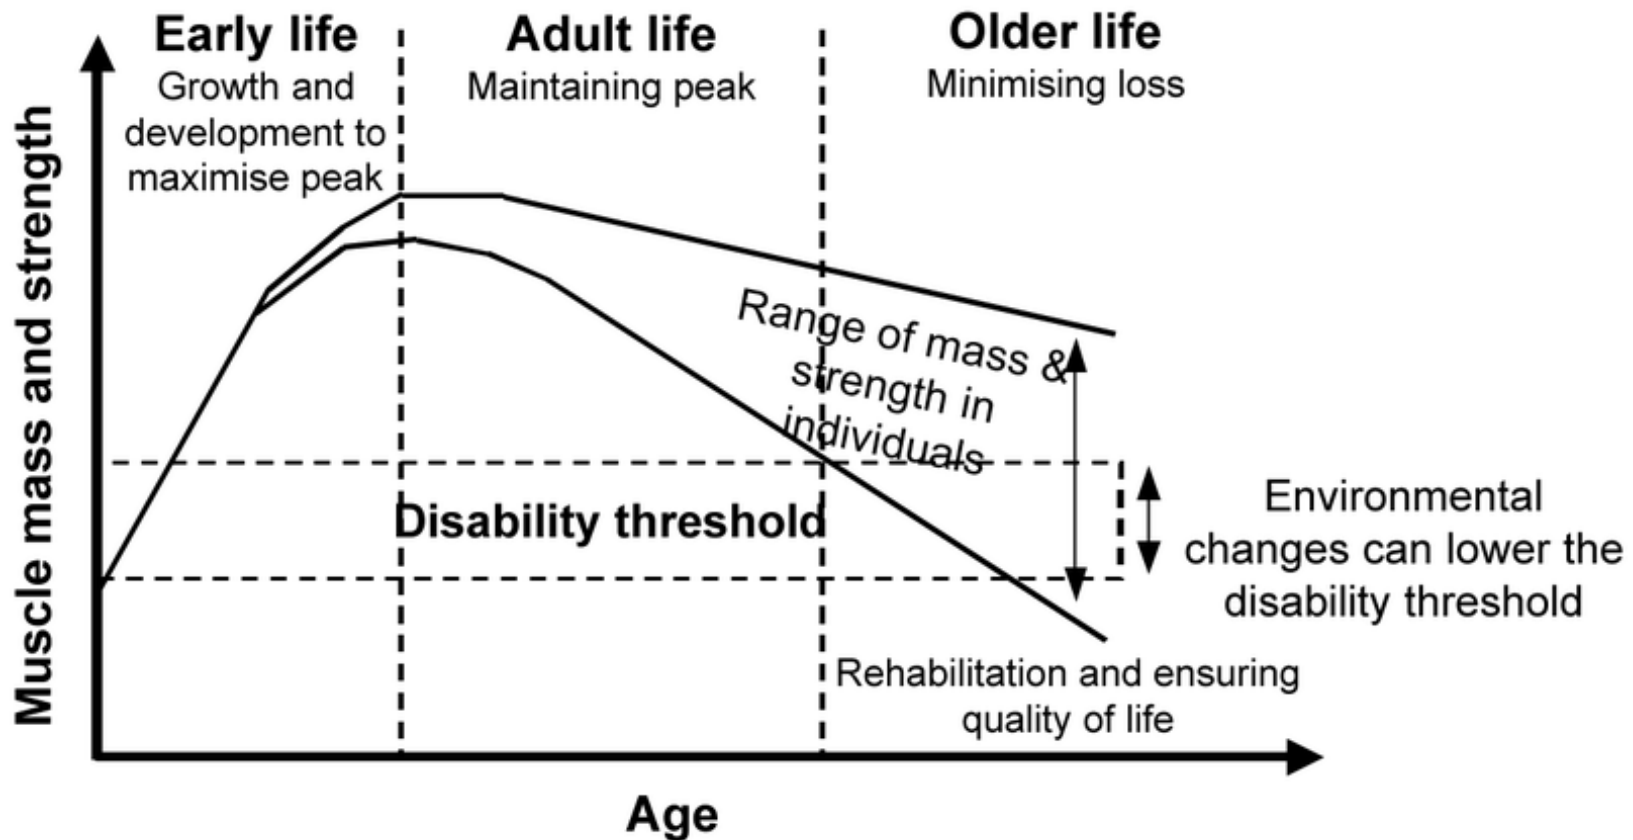 Early life
Growth and
development to
maximise peak
Adult life
Maintaining peak
Older life
Minimising loss
Muscle mass and strength
Range of mass &
strength in
individuals
Disability threshold
Environmental
changes can lower the
disability threshold
Rehabilitation and ensuring
quality of life
Age